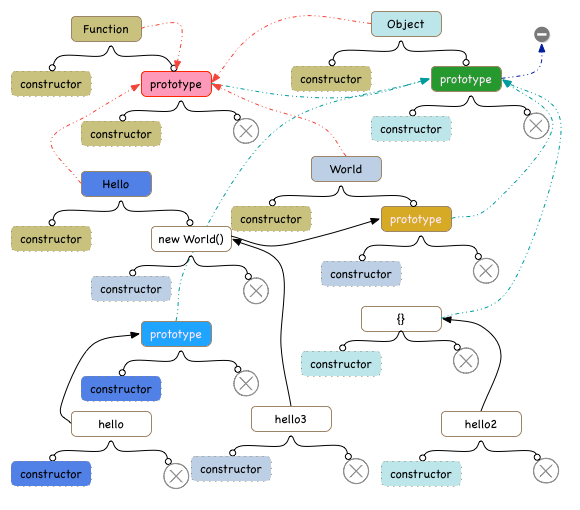 Function
Object
constructor
prototype
constructor
prototype
constructor
constructor
World
Hello
constructor
prototype
constructor
new World()
constructor
constructor
{}
prototype
constructor
constructor
hello
hello3
hello2
constructor
constructor
constructor